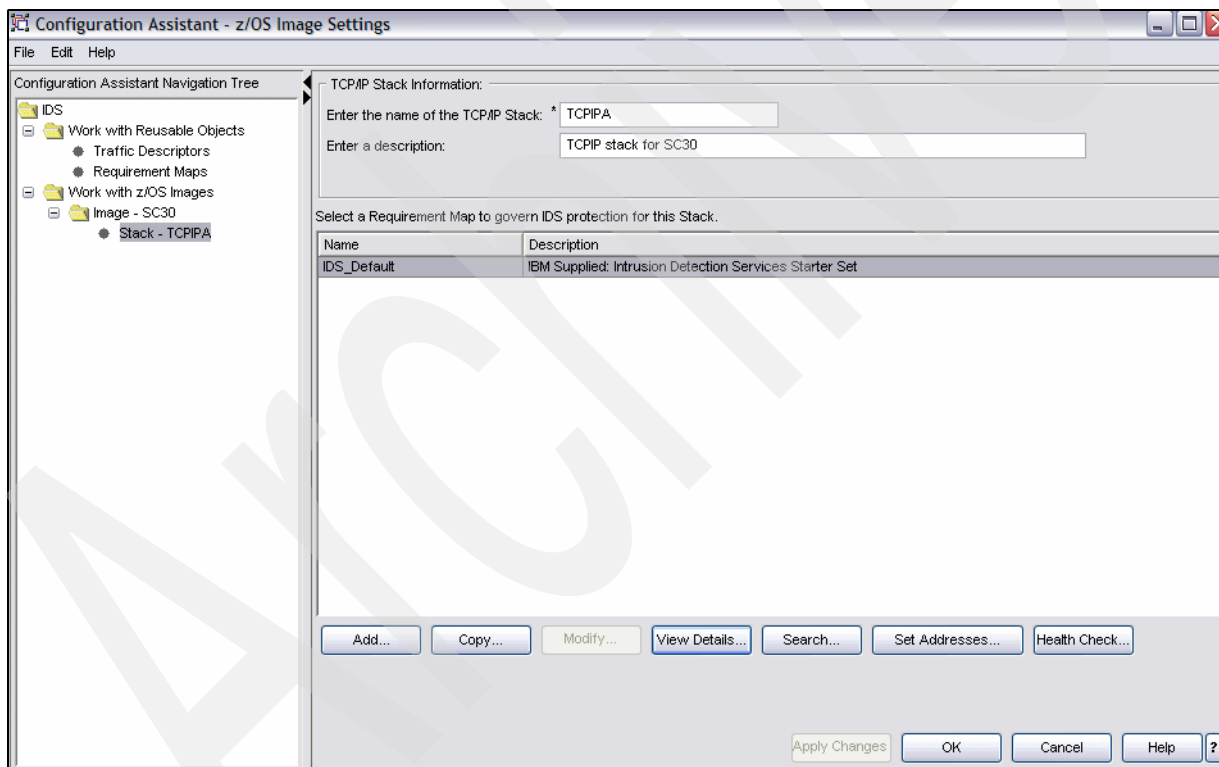 Configuration Assistant - z/OS Image Settings
File Edit Help
Configuration Assistant Navigation Tree
IDS
Work with Reusable Objects
Traffic Descriptors
Requirement Maps
Work with z/OS Images
Image - SC30
Stack - TCPIPA
TCP/IP Stack Information:
Enter the name of the TCP/IP Stack: * TCPIPA
Enter a description: TCPIP stack for SC30
Select a Requirement Map to govern IDS protection for this Stack.
Name Description
IDS_Default IBM Supplied: Intrusion Detection Services Starter Set
Add... Copy... Modify... View Details... Search... Set Addresses... Health Check...
Apply Changes OK Cancel Help ?